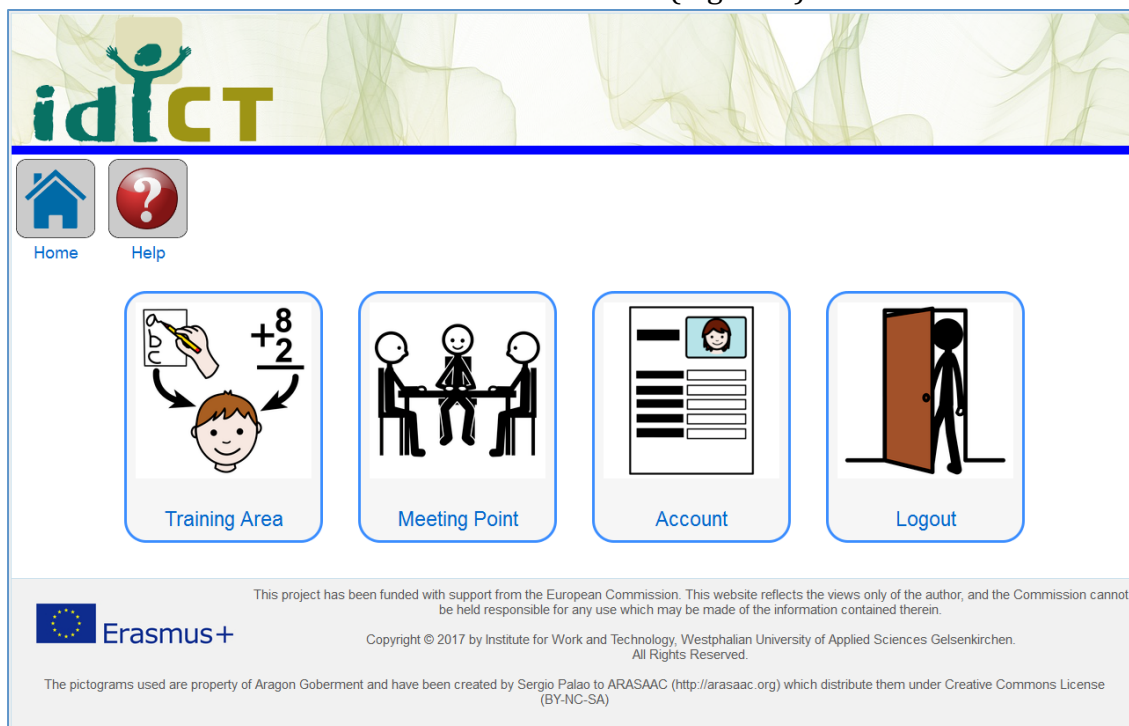 idICT
Home
Help
a
b
c
+8
2
Training Area
Meeting Point
Account
Logout
This project has been funded with support from the European Commission. This website reflects the views only of the author, and the Commission cannot
be held responsible for any use which may be made of the information contained therein.
Erasmus+
Copyright © 2017 by Institute for Work and Technology, Westphalian University of Applied Sciences Gelsenkirchen.
All Rights Reserved.
The pictograms used are property of Aragon Goberment and have been created by Sergio Palao to ARASAAC (http://arasaac.org) which distribute them under Creative Commons License
(BY-NC-SA)